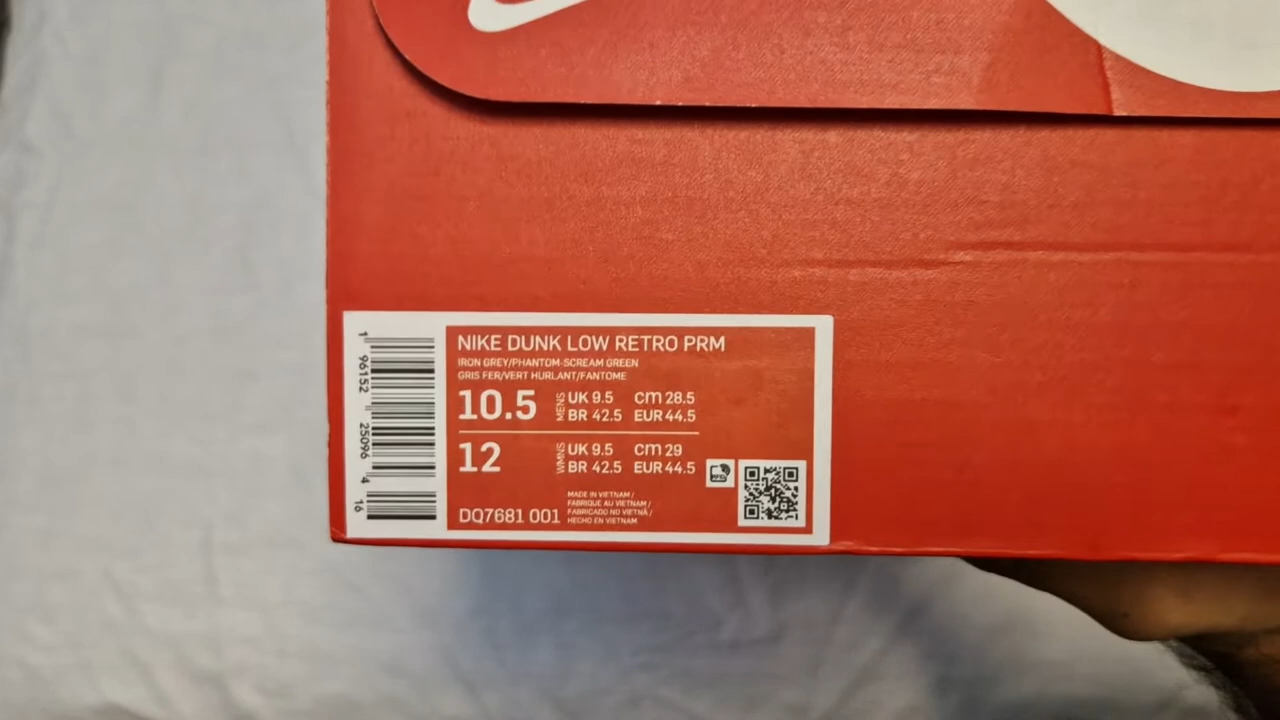 NIKE DUNK LOW RETRO PRM
IRON GREY/PHANTOM-SCREAM GREEN
GRIS FER/VERT HURLANT/FANTOME
10.5 MENS UK 9.5 cm 28.5
BR 42.5 EUR 44.5
12 WMNS UK 9.5 cm 29
BR 42.5 EUR 44.5
DQ7681 001
MADE IN VIETNAM /
FABRIQUE AU VIETNAM /
FABRICADO NO VIETNÃ /
HECHO EN VIETNAM
1 96152 25096 4 16